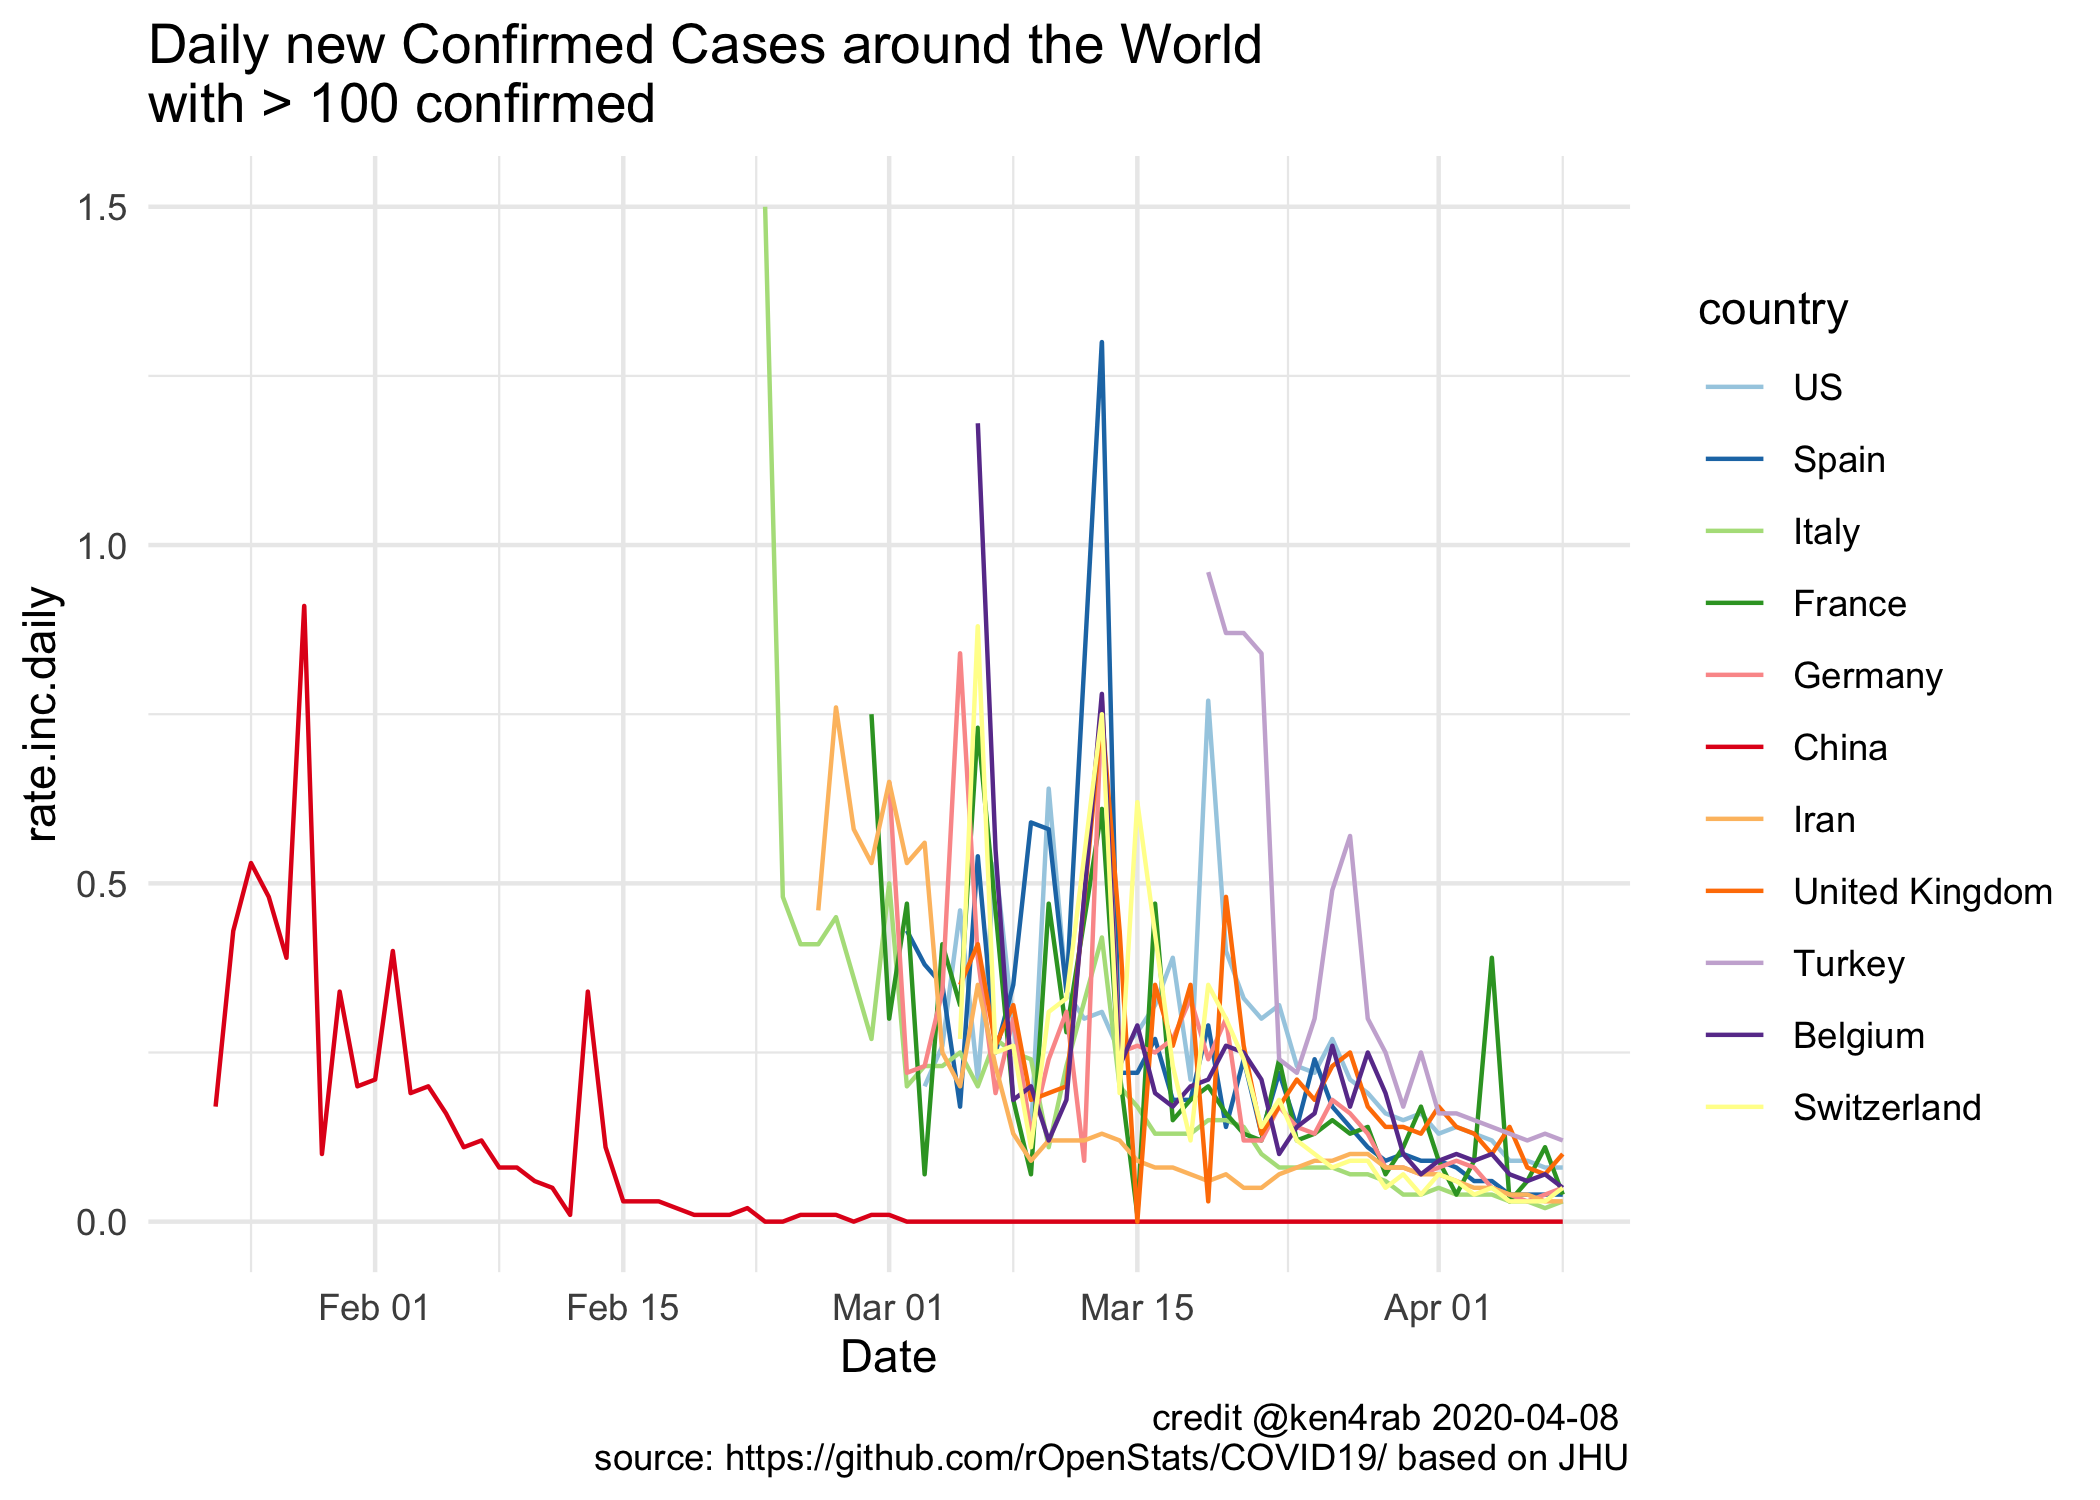 Daily new Confirmed Cases around the World
with > 100 confirmed
1.5
1.0
0.5
0.0
rate.inc.daily
Feb 01
Feb 15
Mar 01
Mar 15
Apr 01
Date
country
US
Spain
Italy
France
Germany
China
Iran
United Kingdom
Turkey
Belgium
Switzerland
credit @ken4rab 2020-04-08
source: https://github.com/rOpenStats/COVID19/ based on JHU